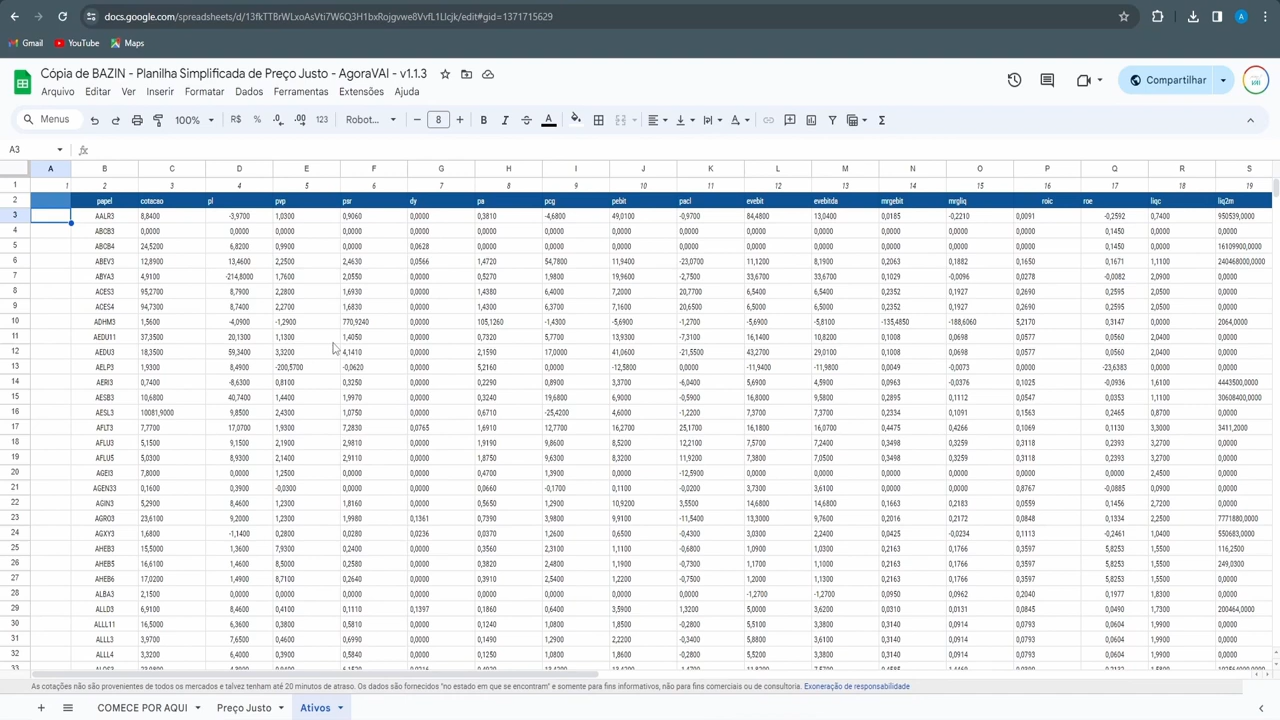 docs.google.com/spreadsheets/d/13fkTTBrWLxoAsVti7W6Q3H1bxRojgvwe8VvfL1LIcjk/edit#gid=1371715629
Gmail YouTube Maps
Cópia de BAZIN - Planilha Simplificada de Preço Justo - AgoraVAI - v1.1.3
Arquivo Editar Ver Inserir Formatar Dados Ferramentas Extensões Ajuda
Compartilhar
Menus 100% R$ % .0 .00 123 Robot... 8
A3
A B C D E F G H I J K L M N O P Q R S
1 1 2 3 4 5 6 7 8 9 10 11 12 13 14 15 16 17 18 19
2 papel cotacao pl pvp psr dy pa pcg pebit pacl evebit evebitda mrgebit mrgliq roic roe liqc liq2m
3 AALR3 8,8400 -3,9700 1,0300 0,9060 0,0000 0,3810 -4,6800 49,0100 -0,9700 84,4800 13,0400 0,0185 -0,2210 0,0091 -0,2592 0,7400 950539,0000
4 ABCB3 0,0000 0,0000 0,0000 0,0000 0,0000 0,0000 0,0000 0,0000 0,0000 0,0000 0,0000 0,0000 0,0000 0,0000 0,1450 0,0000 0,0000
5 ABCB4 24,5200 6,8200 0,9900 0,0000 0,0628 0,0000 0,0000 0,0000 0,0000 0,0000 0,0000 0,0000 0,0000 0,0000 0,1450 0,0000 16109900,0000
6 ABEV3 12,8900 13,4600 2,2500 2,4630 0,0566 1,4720 54,7800 11,9400 -23,0700 11,1200 8,1900 0,2063 0,1882 0,1650 0,1671 1,1100 240468000,0000
7 ABYA3 4,9100 -214,8000 1,7600 2,0550 0,0000 0,5270 1,9800 19,9600 -2,7500 33,6700 33,6700 0,1029 -0,0096 0,0278 -0,0082 2,0900 0,0000
8 ACES3 95,2700 8,7900 2,2800 1,6930 0,0000 1,4380 6,4000 7,2000 20,7700 6,5400 6,5400 0,2352 0,1927 0,2690 0,2595 2,0500 0,0000
9 ACES4 94,7300 8,7400 2,2700 1,6830 0,0000 1,4300 6,3700 7,1600 20,6500 6,5000 6,5000 0,2352 0,1927 0,2690 0,2595 2,0500 0,0000
10 ADHM3 1,5600 -4,0900 -1,2900 770,9240 0,0000 105,1260 -1,4300 -5,6900 -1,2700 -5,6900 -5,8100 -135,4850 -188,6060 5,2170 0,3147 0,0000 2064,0000
11 AEDU11 37,3500 20,1300 1,1300 1,4050 0,0000 0,7320 5,7700 13,9300 -7,3100 16,1400 10,8200 0,1008 0,0698 0,0577 0,0560 2,0400 0,0000
12 AEDU3 18,3500 59,3400 3,3200 4,1410 0,0000 2,1590 17,0000 41,0600 -21,5500 43,2700 29,0100 0,1008 0,0698 0,0577 0,0560 2,0400 0,0000
13 AELP3 1,9300 8,4900 -200,5700 -0,0620 0,0000 5,2160 0,0000 -12,5800 0,0000 -11,9400 -11,9800 0,0049 -0,0073 0,0000 -23,6383 0,0000 0,0000
14 AERI3 0,7400 -8,6300 0,8100 0,3250 0,0000 0,2290 0,8900 3,3700 -6,0400 5,6900 4,5900 0,0963 -0,0376 0,1025 -0,0936 1,6100 4443500,0000
15 AESB3 10,6800 40,7400 1,4400 1,9970 0,0000 0,3240 19,6800 6,9000 -0,5900 16,8000 9,5800 0,2895 0,1112 0,0547 0,0353 1,1100 30608400,0000
16 AESL3 10081,9000 9,8500 2,4300 1,0750 0,0000 0,6710 -25,4200 4,6000 -1,2200 7,3700 7,3700 0,2334 0,1091 0,1563 0,2465 0,8700 0,0000
17 AFLT3 7,7700 17,0700 1,9300 7,2830 0,0765 1,6910 12,7700 16,2700 25,1700 16,1800 16,0700 0,4475 0,4266 0,1069 0,1130 3,3000 3411,2000
18 AFLU3 5,1500 9,1500 2,1900 2,9810 0,0000 1,9190 9,8600 8,5200 12,2100 7,5700 7,2400 0,3498 0,3259 0,3118 0,2393 3,2700 0,0000
19 AFLU5 5,0300 8,9300 2,1400 2,9110 0,0000 1,8750 9,6300 8,3200 11,9200 7,3800 7,0500 0,3498 0,3259 0,3118 0,2393 3,2700 0,0000
20 AGEI3 7,8000 0,0000 1,2500 0,0000 0,0000 0,4700 1,3900 0,0000 -12,5900 0,0000 0,0000 0,0000 0,0000 0,0000 0,0000 2,4500 0,0000
21 AGEN33 0,1600 0,3900 -0,0300 0,0000 0,0000 0,0660 -0,1700 0,1100 -0,0200 3,7300 3,6100 0,0000 0,0000 0,8767 -0,0885 0,0900 0,0000
22 AGIN3 5,2900 8,4600 1,2300 1,8160 0,0000 0,5650 1,2900 10,9200 3,5500 14,6800 14,6800 0,1663 0,2183 0,0559 0,1456 2,7200 0,0000
23 AGRO3 23,6100 9,2000 1,2300 1,9980 0,1361 0,7390 3,9800 9,9100 -11,5400 13,3000 9,7600 0,2016 0,2172 0,0848 0,1334 2,2500 7771880,0000
24 AGXY3 1,6800 -1,1400 0,2800 0,0280 0,0236 0,0370 1,2600 0,6500 -0,4300 3,0300 2,2400 0,0425 -0,0234 0,1113 -0,2461 1,0400 550683,0000
25 AHEB3 15,5000 1,3600 7,9300 0,2400 0,0000 0,3560 2,3100 1,1100 -0,6800 1,0900 1,0300 0,2163 0,1766 0,3597 5,8253 1,5500 116,2500
26 AHEB5 16,6100 1,4600 8,5000 0,2580 0,0000 0,3820 2,4800 1,1900 -0,7300 1,1700 1,1000 0,2163 0,1766 0,3597 5,8253 1,5500 249,0300
27 AHEB6 17,0200 1,4900 8,7100 0,2640 0,0000 0,3910 2,5400 1,2200 -0,7500 1,2000 1,1300 0,2163 0,1766 0,3597 5,8253 1,5500 0,0000
28 ALBA3 2,1500 0,0000 0,0000 0,0000 0,0000 0,0000 0,0000 0,0000 0,0000 -1,2700 -1,2700 0,0950 0,0962 0,2040 0,1977 1,8300 0,0000
29 ALLD3 6,9100 8,4600 0,4100 0,1110 0,1397 0,1860 0,6400 3,5900 1,3200 5,0000 3,6200 0,0310 0,0131 0,0845 0,0490 1,7300 200464,0000
30 ALLL11 16,5000 6,3600 0,3800 0,5810 0,0000 0,1240 1,0800 1,8500 -0,2800 5,5100 5,3100 0,3140 0,0914 0,0793 0,0604 1,9900 0,0000
31 ALLL3 3,9700 7,6500 0,4600 0,6990 0,0000 0,1490 1,2900 2,2200 -0,3400 5,8800 5,6600 0,3140 0,0914 0,0793 0,0604 1,9900 0,0000
32 ALLL4 3,3200 6,4000 0,3900 0,5840 0,0000 0,1250 1,0800 1,8600 -0,2800 5,5200 5,3200 0,3140 0,0914 0,0793 0,0604 1,9900 0,0000
33
As cotações não são provenientes de todos os mercados e talvez tenham até 20 minutos de atraso. Os dados são fornecidos "no estado em que se encontram" e somente para fins informativos, não para fins comerciais ou de consultoria. Exoneração de responsabilidade
COMECE POR AQUI Preço Justo Ativos